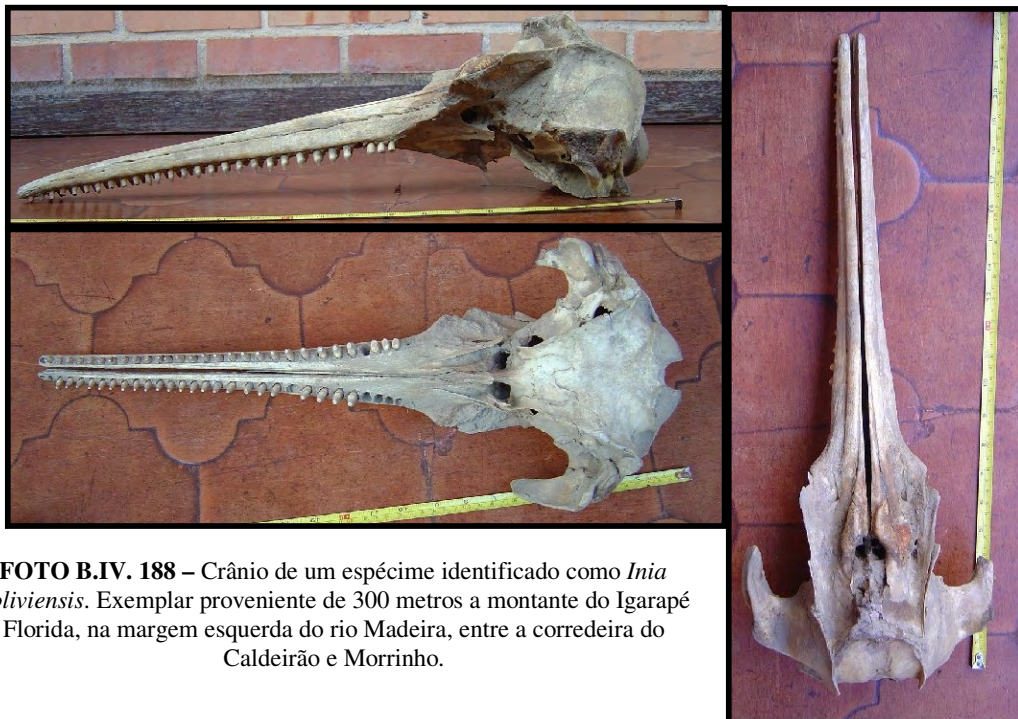 FOTO B.IV. 188 – Crânio de um espécime identificado como Inia
oliviensis. Exemplar proveniente de 300 metros a montante do Igarapé
Florida, na margem esquerda do rio Madeira, entre a corredeira do
Caldeirão e Morrinho.